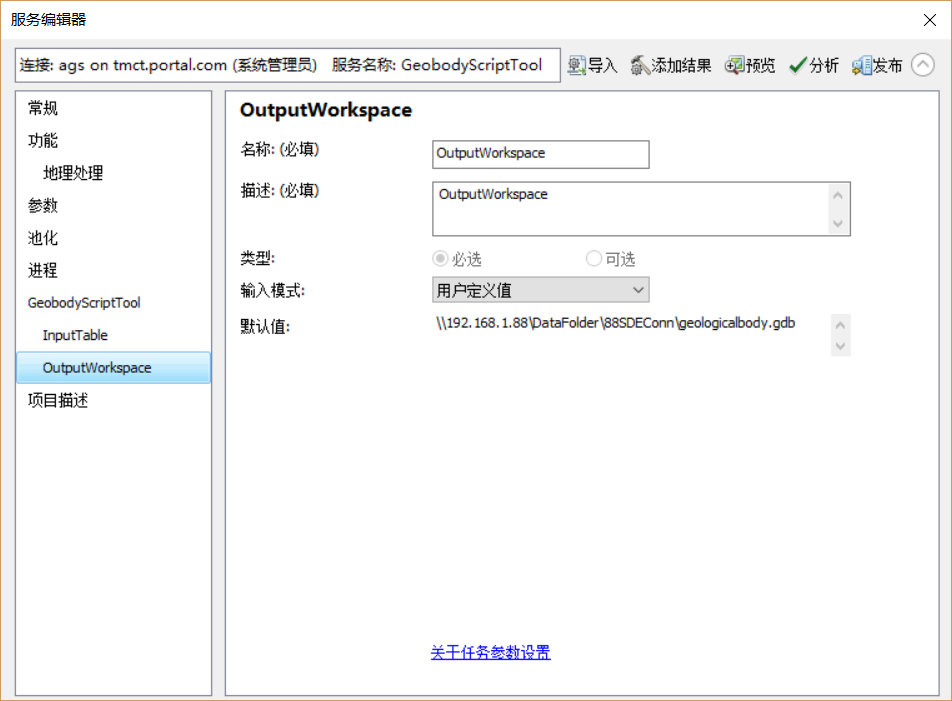 服务编辑器
连接: ags on tmct.portal.com (系统管理员) 服务名称: GeobodyScriptTool
导入 添加结果 预览 分析 发布
常规
功能
地理处理
参数
池化
进程
GeobodyScriptTool
InputTable
OutputWorkspace
项目描述
OutputWorkspace
名称: (必填) OutputWorkspace
描述: (必填) OutputWorkspace
类型: 必选 可选
输入模式: 用户定义值
默认值: \\192.168.1.88\DataFolder\88SDEConn\geologicalbody.gdb
关于任务参数设置